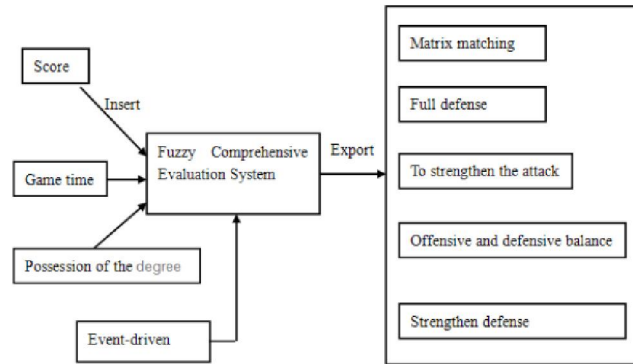 Score
Insert
Game time
Possession of the degree
Event-driven
Fuzzy Comprehensive
Evaluation System
Export
Matrix matching
Full defense
To strengthen the attack
Offensive and defensive balance
Strengthen defense